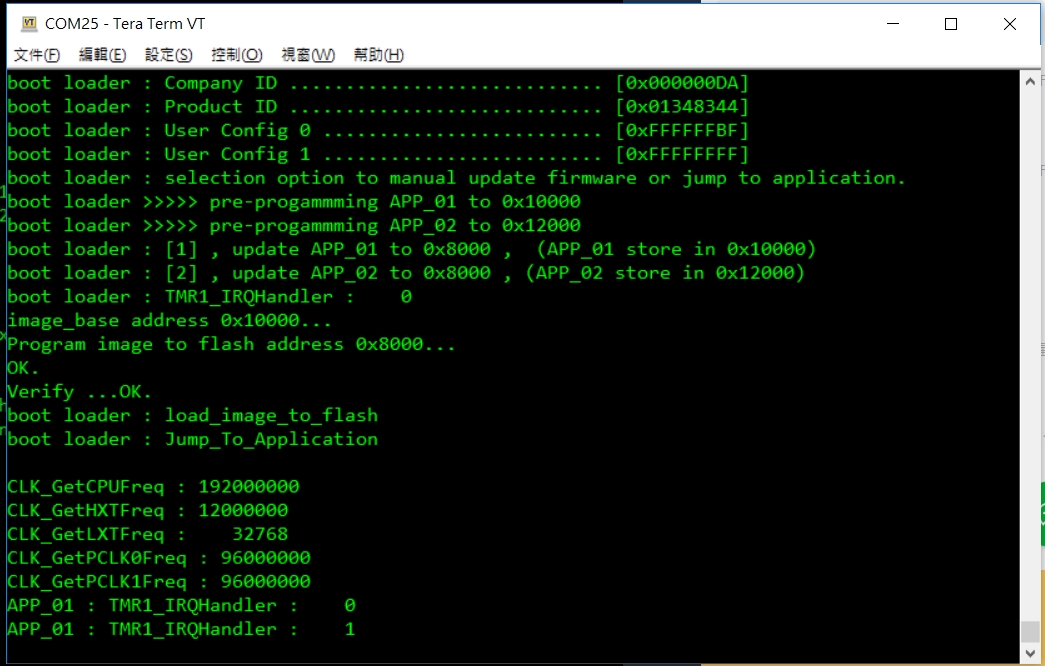 COM25 - Tera Term VT
文件(F) 編輯(E) 設定(S) 控制(O) 視窗(W) 幫助(H)
boot loader : Company ID ............................ [0x000000DA]
boot loader : Product ID ............................ [0x01348344]
boot loader : User Config 0 ......................... [0xFFFFFFBF]
boot loader : User Config 1 ......................... [0xFFFFFFFF]
boot loader : selection option to manual update firmware or jump to application.
boot loader >>>>> pre-progammming APP_01 to 0x10000
boot loader >>>>> pre-progammming APP_02 to 0x12000
boot loader : [1] , update APP_01 to 0x8000 ,  (APP_01 store in 0x10000)
boot loader : [2] , update APP_02 to 0x8000 , (APP_02 store in 0x12000)
boot loader : TMR1_IRQHandler :    0
image_base address 0x10000...
Program image to flash address 0x8000...
OK.
Verify ...OK.
boot loader : load_image_to_flash
boot loader : Jump_To_Application
CLK_GetCPUFreq : 192000000
CLK_GetHXTFreq : 12000000
CLK_GetLXTFreq :    32768
CLK_GetPCLK0Freq : 96000000
CLK_GetPCLK1Freq : 96000000
APP_01 : TMR1_IRQHandler :    0
APP_01 : TMR1_IRQHandler :    1